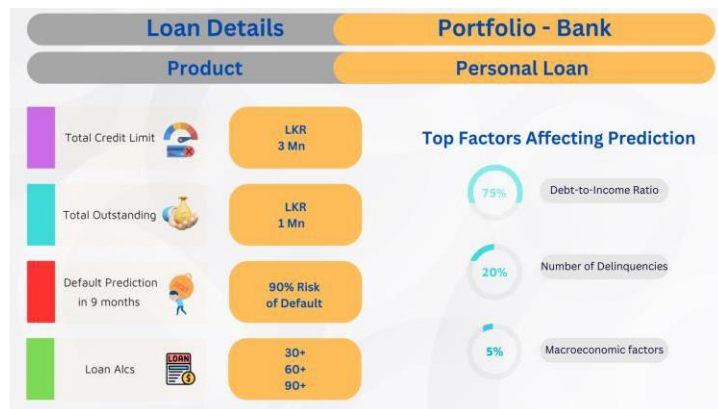 Loan Details
Portfolio - Bank
Product
Personal Loan
Total Credit Limit
LKR
3 Mn
Total Outstanding
LKR
1 Mn
Default Prediction
in 9 months
90% Risk
of Default
Loan Alcs
LOAN
30+
60+
90+
Top Factors Affecting Prediction
75%
Debt-to-Income Ratio
20%
Number of Delinquencies
5%
Macroeconomic factors